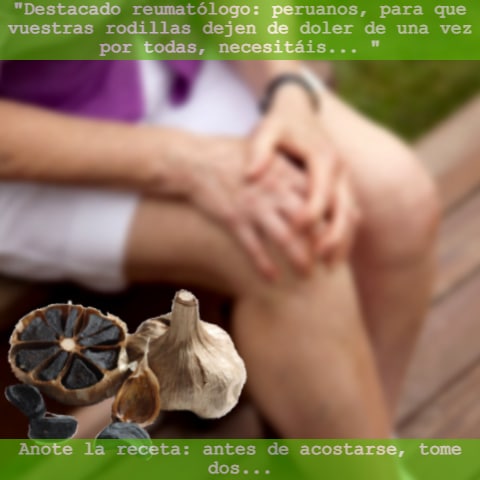 "Destacado reumatólogo: peruanos, para que
vuestras rodillas dejen de doler de una vez
por todas, necesitáis... "
Anote la receta: antes de acostarse, tome
dos...